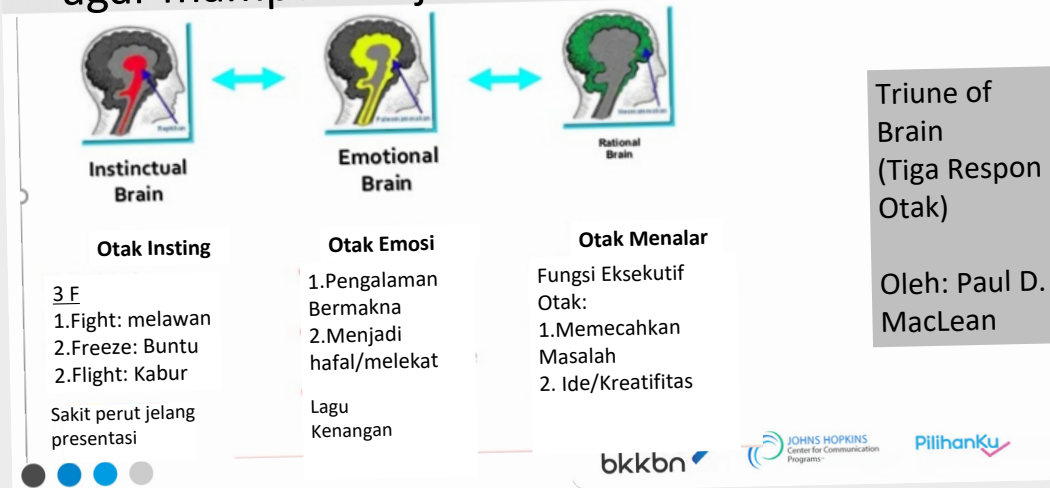 Reptilian
Paleomammalian
Neomammalian
Instinctual
Brain
Emotional
Brain
Rational
Brain
Otak Insting
3 F
1.Fight: melawan
2.Freeze: Buntu
2.Flight: Kabur
Sakit perut jelang
presentasi
Otak Emosi
1.Pengalaman
Bermakna
2.Menjadi
hafal/melekat
Lagu
Kenangan
Otak Menalar
Fungsi Eksekutif
Otak:
1.Memecahkan
Masalah
2. Ide/Kreatifitas
Triune of
Brain
(Tiga Respon
Otak)
Oleh: Paul D.
MacLean
bkkbn
JOHNS HOPKINS
Center for Communication
Programs
PilihanKu